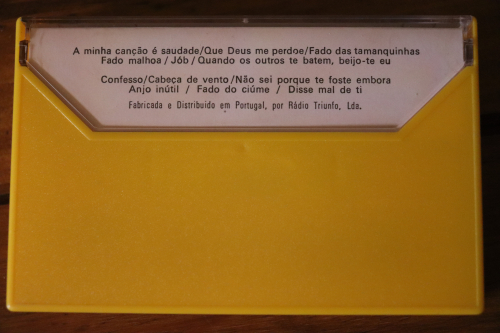 A minha canção é saudade/Que Deus me perdoe/Fado das tamanquinhas
Fado malhoa/Jób/Quando os outros te batem, beijo-te eu
Confesso/Cabeça de vento/Não sei porque te foste embora
Anjo inútil / Fado do ciúme / Disse mal de ti
Fabricada e Distribuido em Portugal, por Rádio Triunfo, Lda.